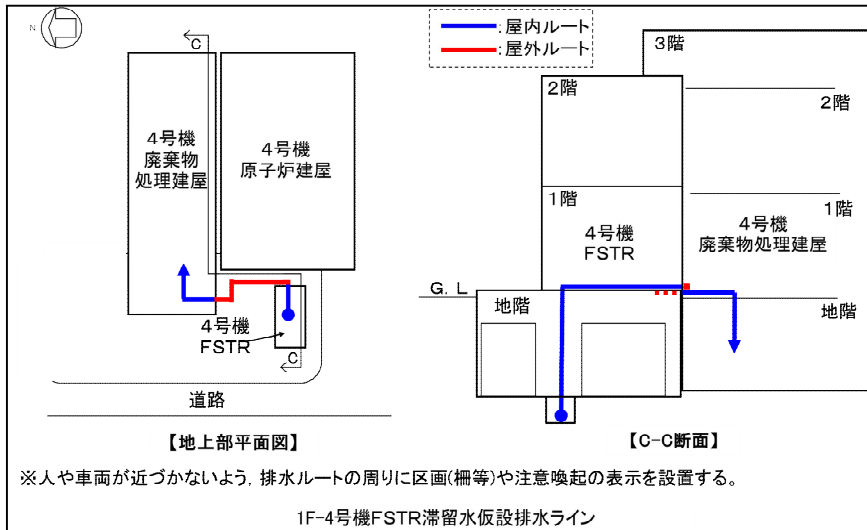 N
C
4号機
廃棄物
処理建屋
4号機
原子炉建屋
4号機
FSTR
C
道路
【地上部平面図】
:屋内ルート
:屋外ルート
3階
2階
2階
1階
1階
4号機
FSTR
4号機
廃棄物処理建屋
G.L
地階
地階
【C-C断面】
※人や車両が近づかないよう, 排水ルートの周りに区画(柵等)や注意喚起の表示を設置する。
1F-4号機FSTR滞留水仮設排水ライン